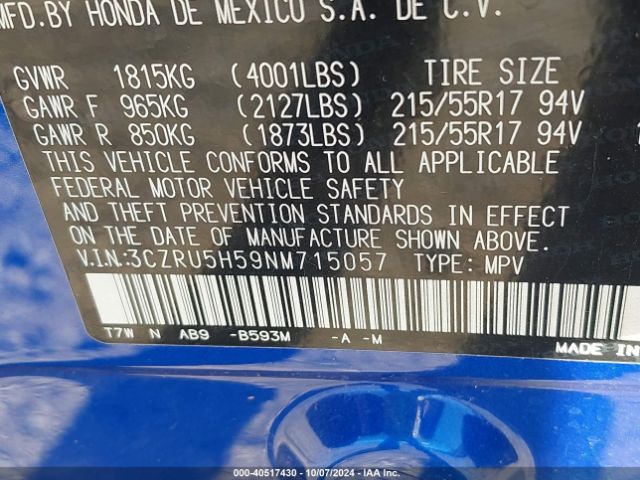 MFD.BY HONDA DE MEXICO S.A. DE C.V.
GVWR 1815KG (4001LBS) TIRE SIZE
GAWR F 965KG (2127LBS) 215/55R17 94V
GAWR R 850KG (1873LBS) 215/55R17 94V
THIS VEHICLE CONFORMS TO ALL APPLICABLE
FEDERAL MOTOR VEHICLE SAFETY
AND THEFT PREVENTION STANDARDS IN EFFECT
ON THE DATE OF MANUFACTURE SHOWN ABOVE.
V.I.N:3CZRU5H59NM715057 TYPE: MPV
T7W N AB9 -B593M -A -M
MADE IN
000-40517430 - 10/07/2024 - IAA Inc.